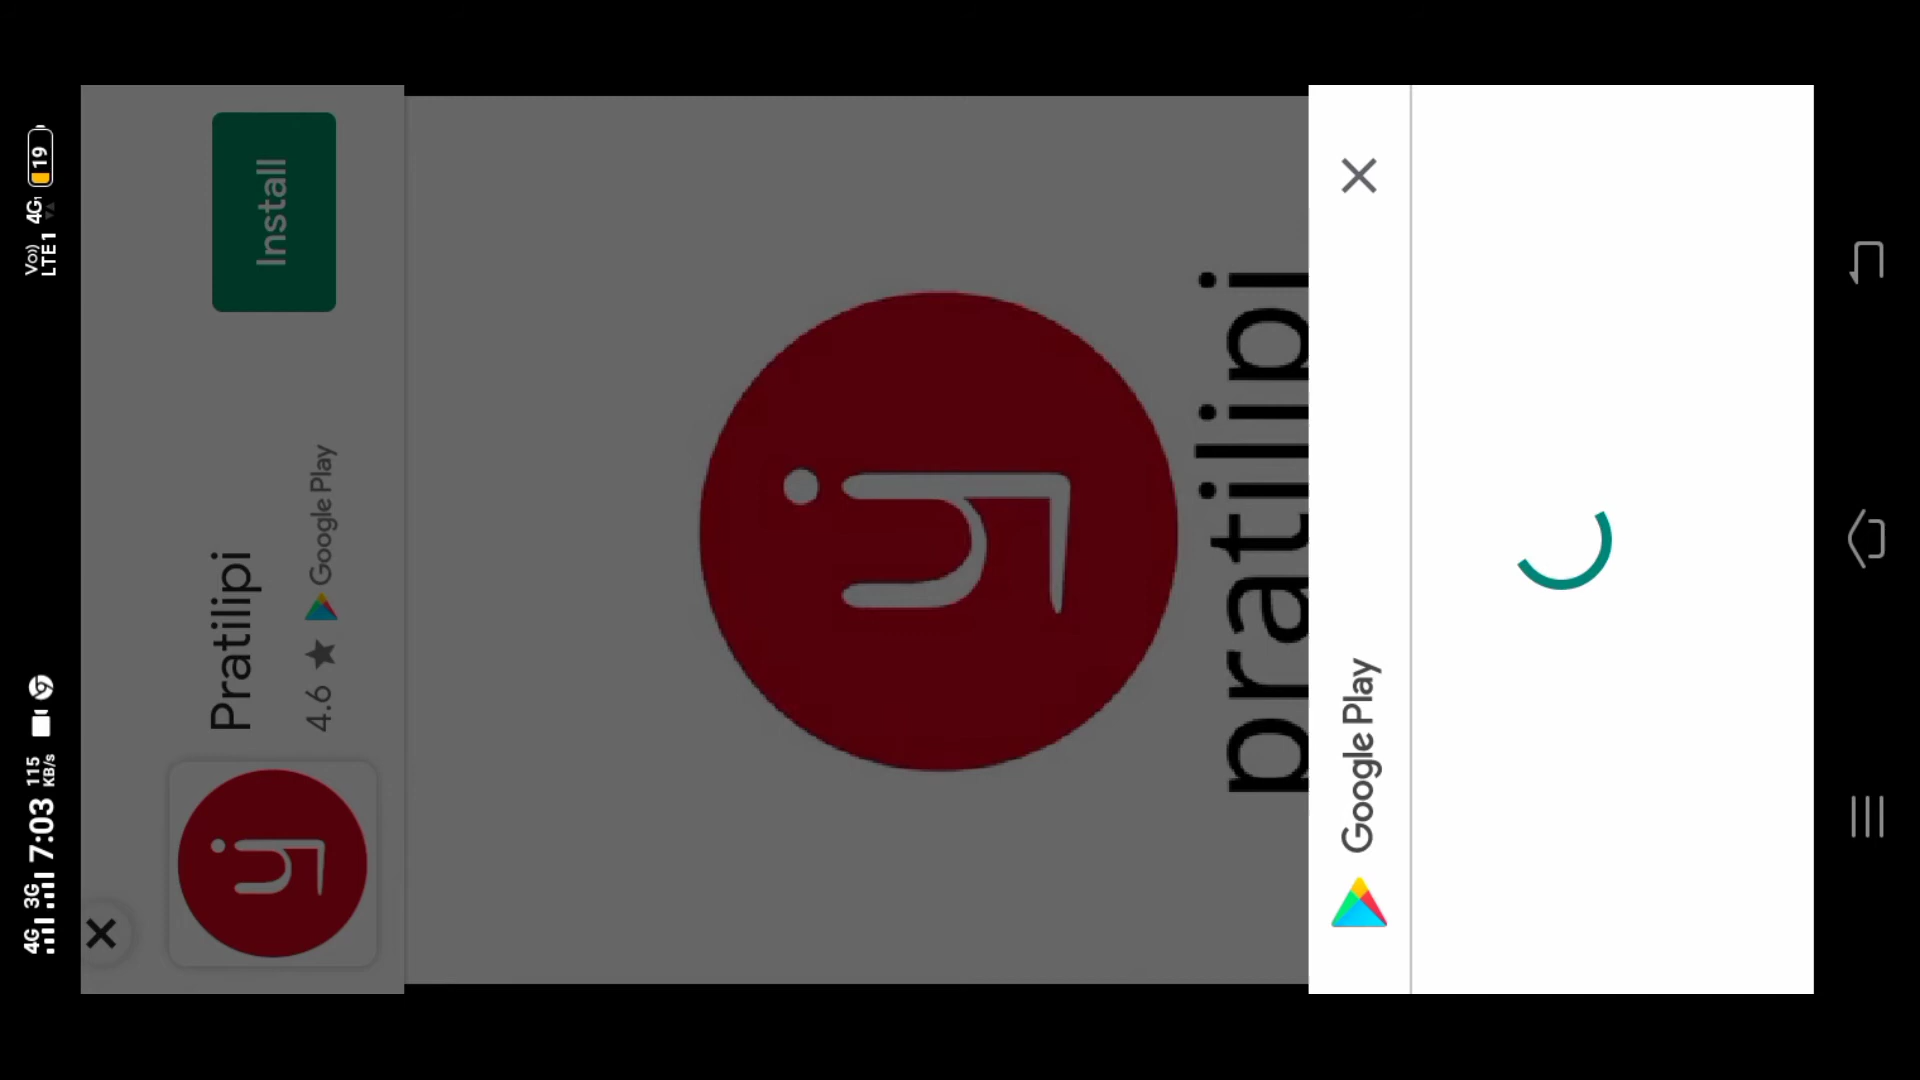 4G 3G 7:03 115 KB/s
Vo)) LTE1 4G 19
Pratilipi
4.6 ★ Google Play
Install
प्र
pratilipi
Google Play